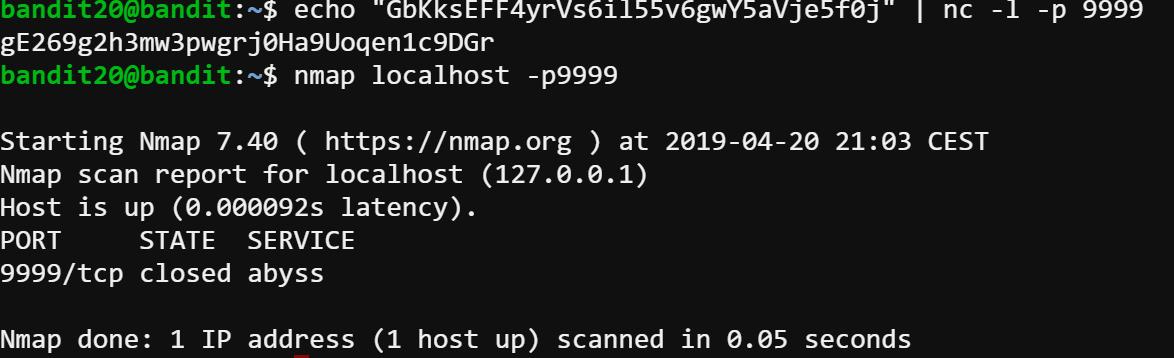 bandit20@bandit:~$ echo "GbKksEFF4yrVs6il55v6gwY5aVje5f0j" | nc -l -p 9999
gE269g2h3mw3pwgrj0Ha9Uoqen1c9DGr
bandit20@bandit:~$ nmap localhost -p9999
Starting Nmap 7.40 ( https://nmap.org ) at 2019-04-20 21:03 CEST
Nmap scan report for localhost (127.0.0.1)
Host is up (0.000092s latency).
PORT     STATE  SERVICE
9999/tcp closed abyss
Nmap done: 1 IP address (1 host up) scanned in 0.05 seconds